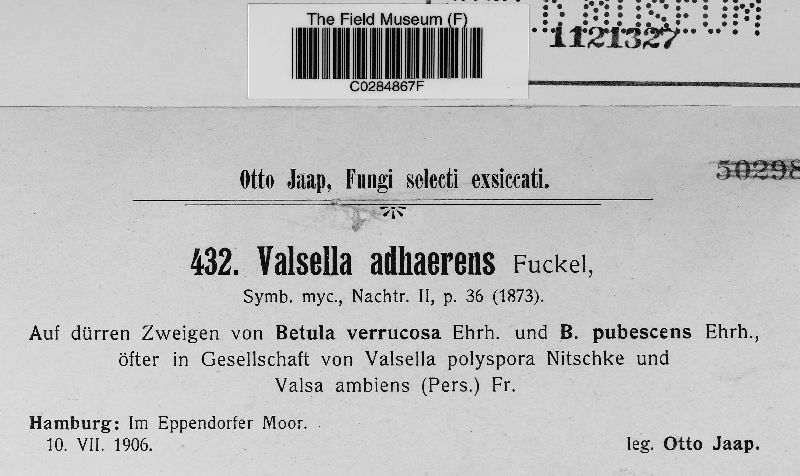 The Field Museum (F)
C0284867F
MUSEUM
1121327
50298
Otto Jaap, Fungi selecti exsiccati.
432. Valsella adhaerens Fuckel,
Symb. myc., Nachtr. II, p. 36 (1873).
Auf dürren Zweigen von Betula verrucosa Ehrh. und B. pubescens Ehrh.,
öfter in Gesellschaft von Valsella polyspora Nitschke und
Valsa ambiens (Pers.) Fr.
Hamburg: Im Eppendorfer Moor.
10. VII. 1906.
leg. Otto Jaap.